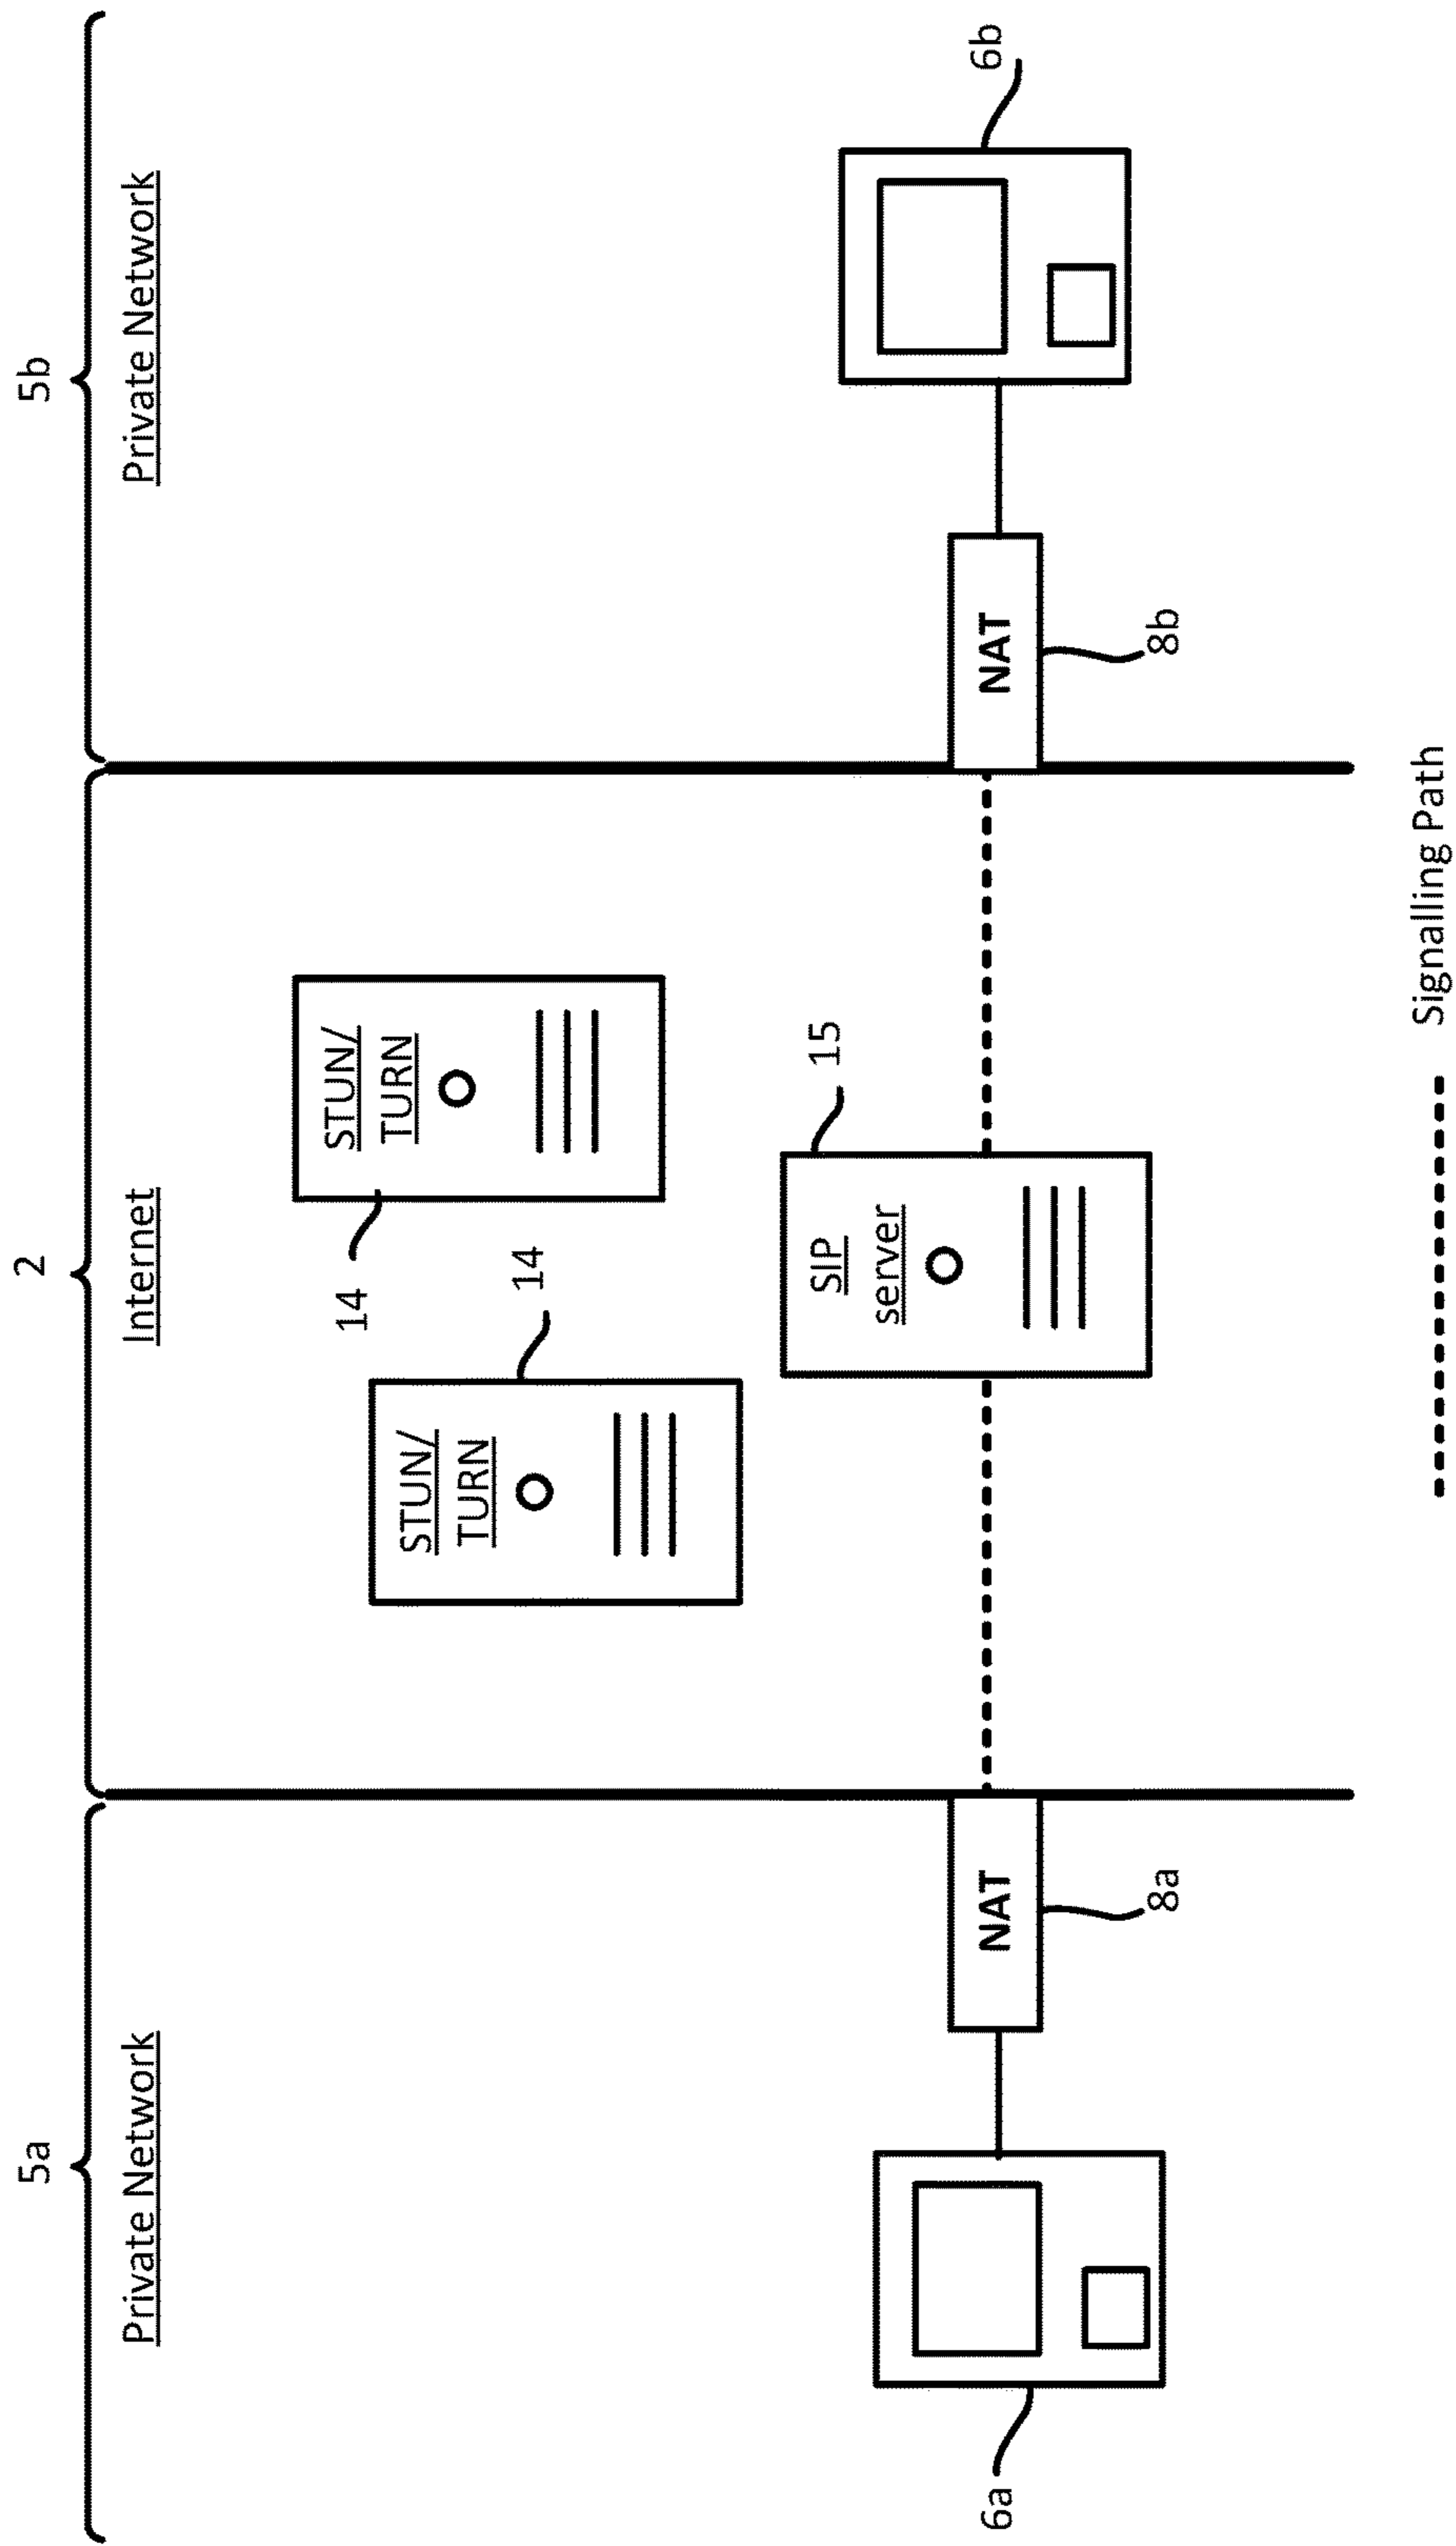 5a
2
5b
Private Network
Internet
Private Network
STUN/
TURN
14
STUN/
TURN
14
SIP
server
15
6a
NAT
8a
NAT
8b
6b
Signalling Path